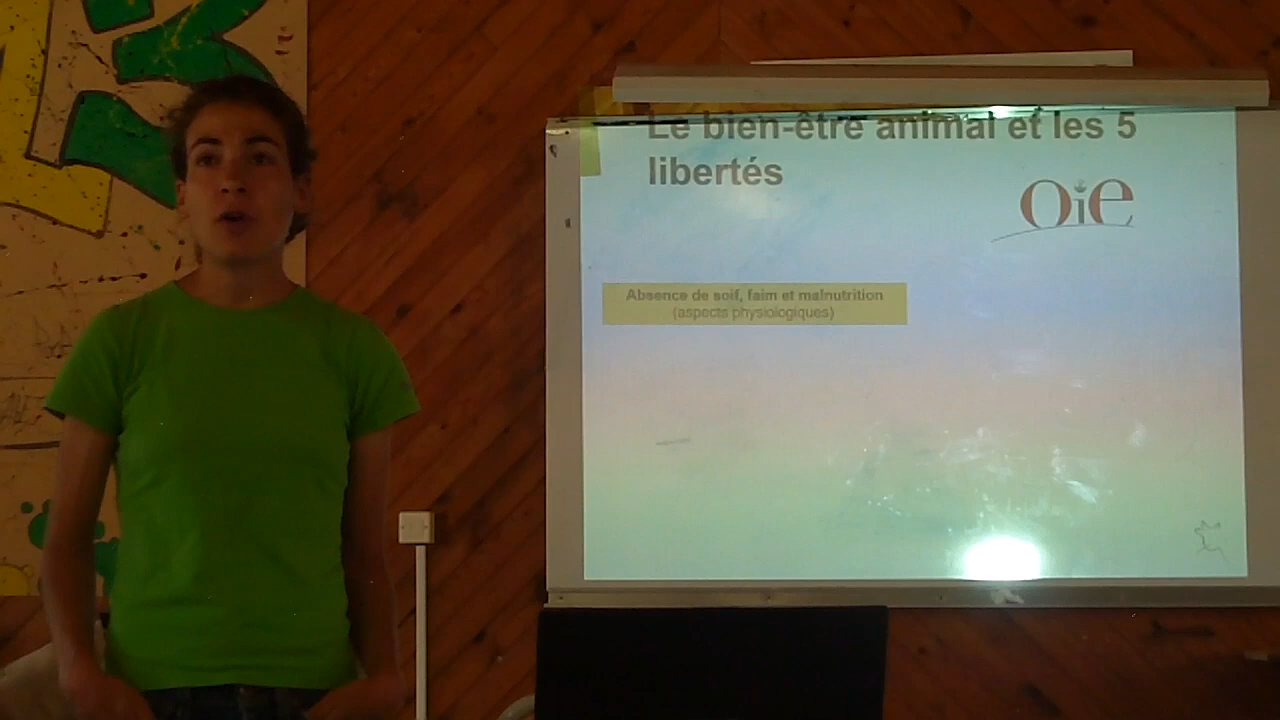 Le bien-être animal et les 5
libertés
Oie
Absence de soif, faim et malnutrition
(aspects physiologiques)